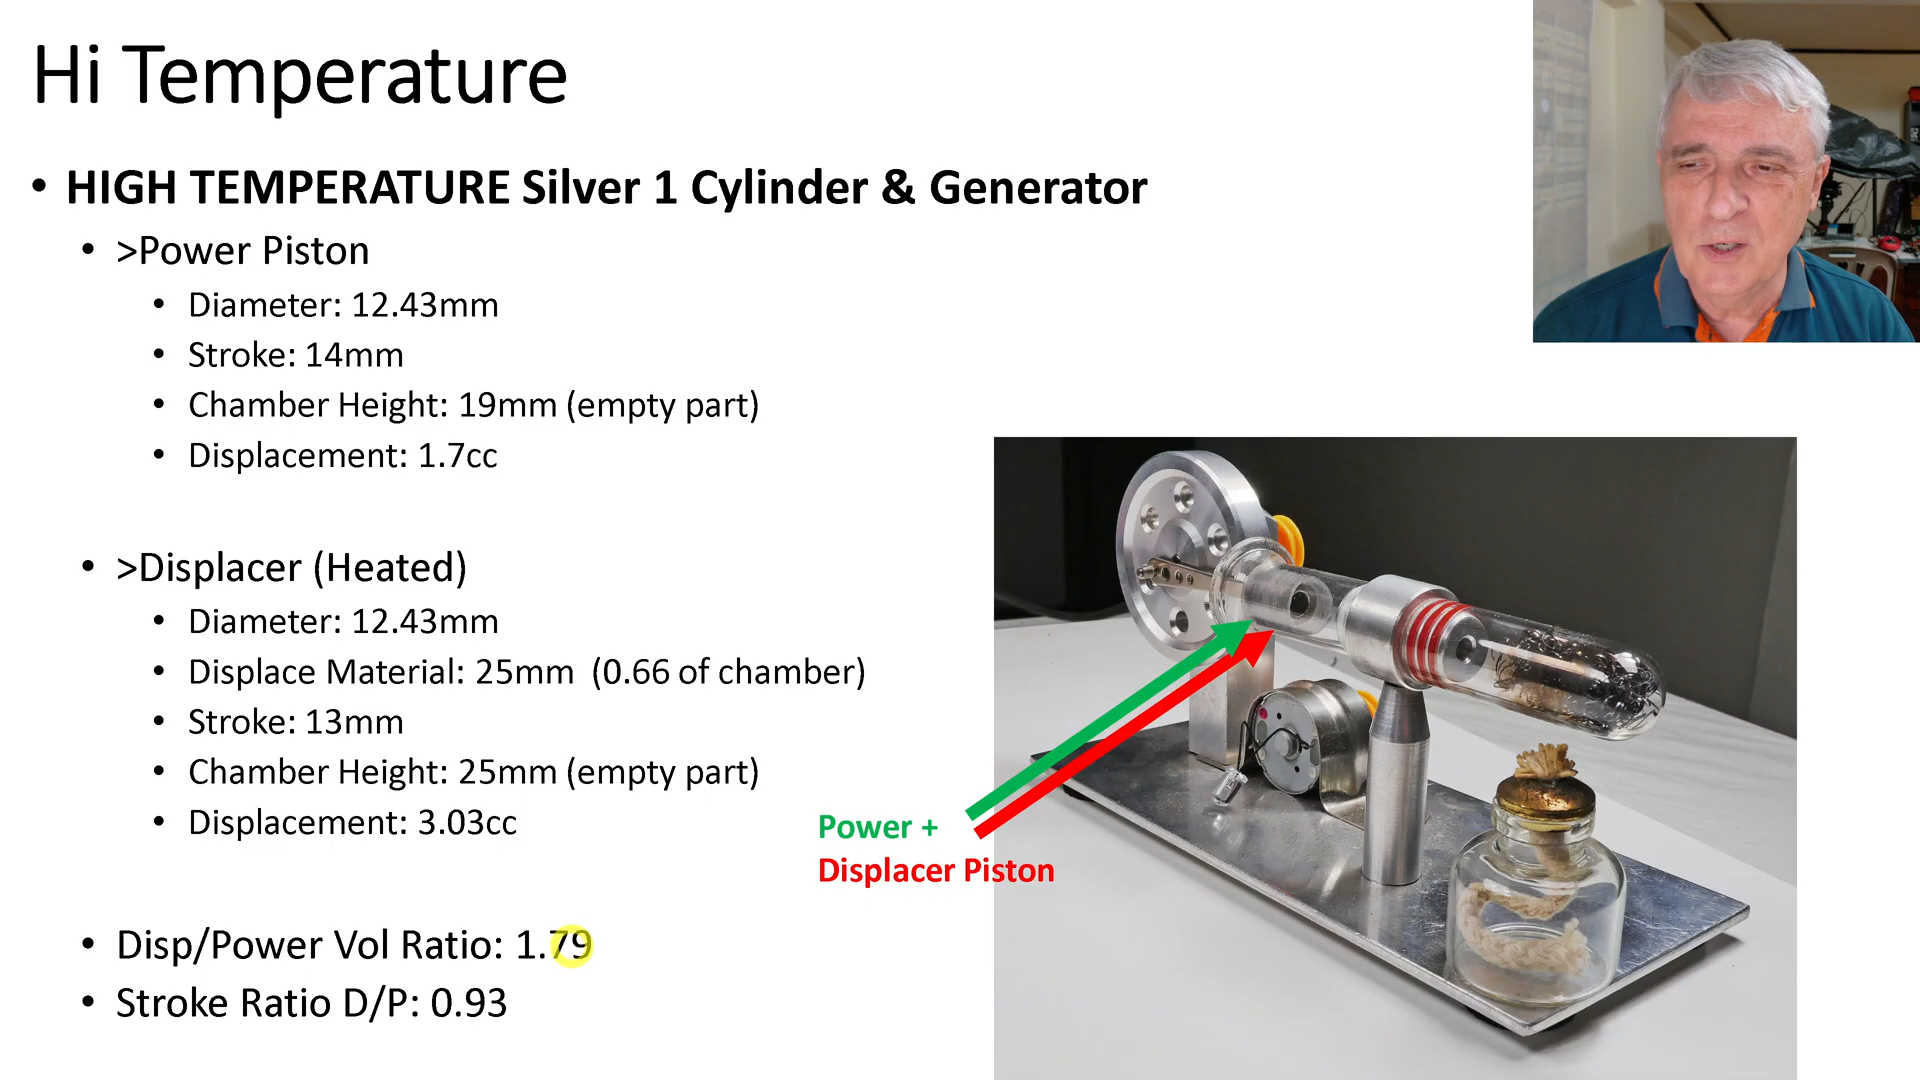 Hi Temperature
• HIGH TEMPERATURE Silver 1 Cylinder & Generator
• >Power Piston
• Diameter: 12.43mm
• Stroke: 14mm
• Chamber Height: 19mm (empty part)
• Displacement: 1.7cc
• >Displacer (Heated)
• Diameter: 12.43mm
• Displace Material: 25mm (0.66 of chamber)
• Stroke: 13mm
• Chamber Height: 25mm (empty part)
• Displacement: 3.03cc
• Disp/Power Vol Ratio: 1.79
• Stroke Ratio D/P: 0.93
Power +
Displacer Piston